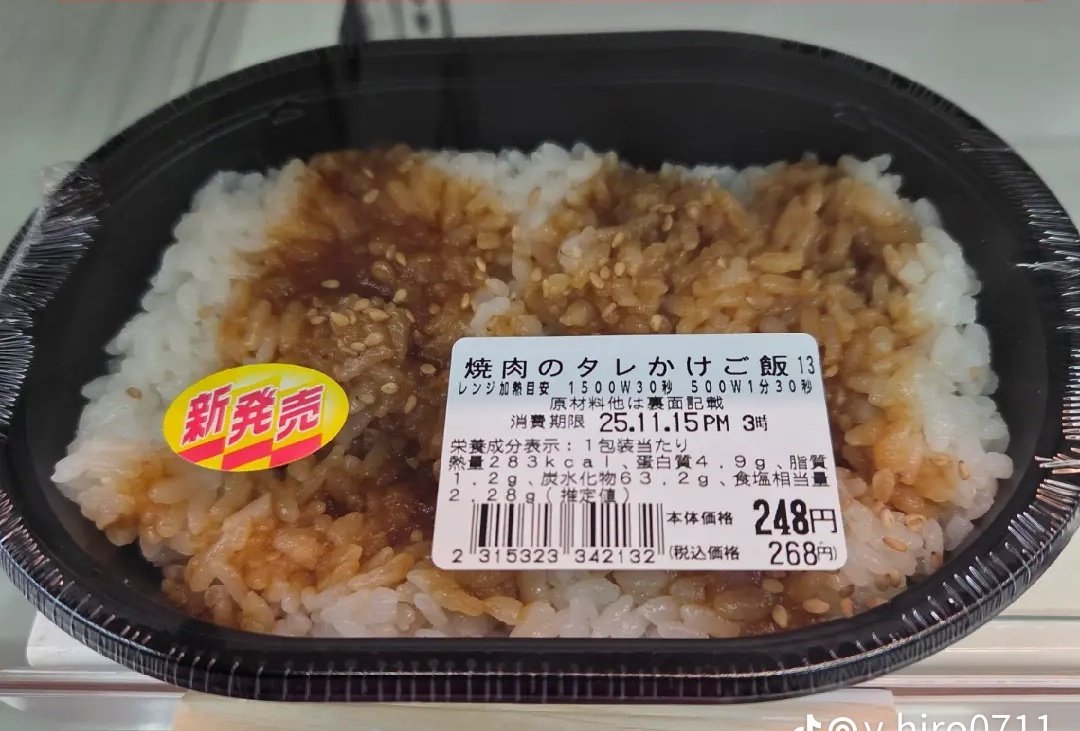 新発売
焼肉のタレかけご飯 13
レンジ加熱目安 1500W30秒 500W1分30秒
原材料他は裏面記載
消費期限 25.11.15 PM 3時
栄養成分表示：1包装当たり
熱量283kcal、蛋白質4.9g、脂質
1.2g、炭水化物63.2g、食塩相当量
2.28g(推定値)
本体価格 248円
(税込価格 268円)
2 315323 342132
y_hiro0711